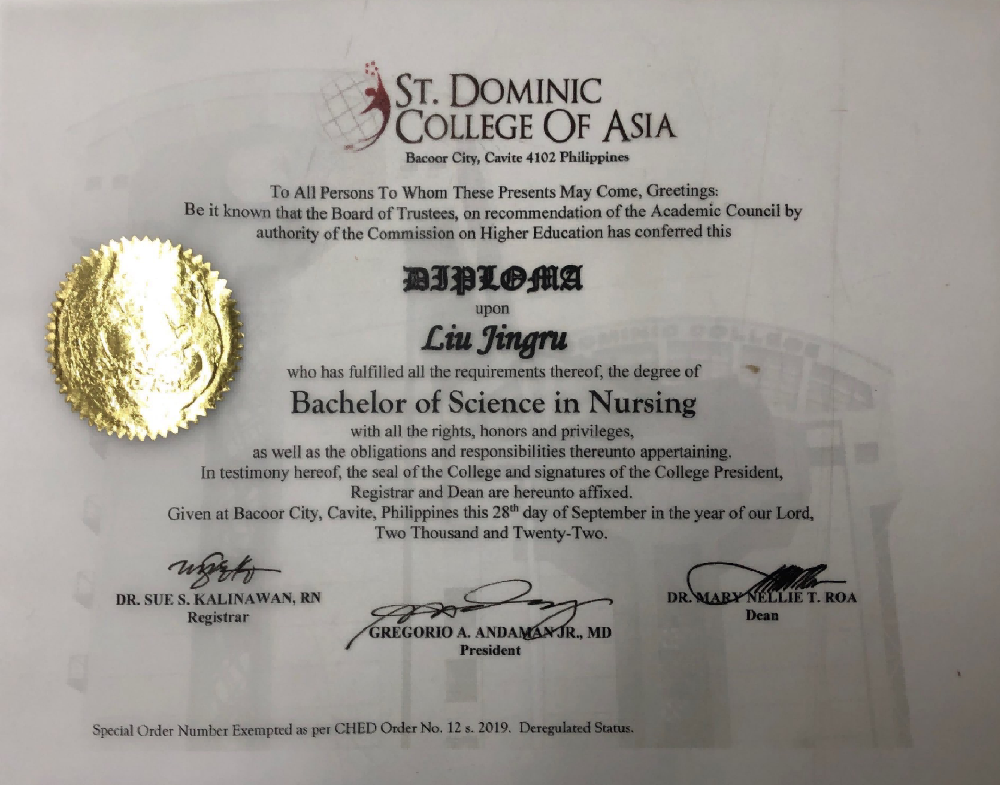 ST. DOMINIC
COLLEGE OF ASIA
Bacoor City, Cavite 4102 Philippines
To All Persons To Whom These Presents May Come, Greetings:
Be it known that the Board of Trustees, on recommendation of the Academic Council by
authority of the Commission on Higher Education has conferred this
DIPLOMA
upon
Liu Jingru
who has fulfilled all the requirements thereof, the degree of
Bachelor of Science in Nursing
with all the rights, honors and privileges,
as well as the obligations and responsibilities thereunto appertaining.
In testimony hereof, the seal of the College and signatures of the College President,
Registrar and Dean are hereunto affixed.
Given at Bacoor City, Cavite, Philippines this 28th day of September in the year of our Lord,
Two Thousand and Twenty-Two.
DR. SUE S. KALINAWAN, RN
Registrar
GREGORIO A. ANDAMAN JR., MD
President
DR. MARY NELLIE T. ROA
Dean
Special Order Number Exempted as per CHED Order No. 12 s. 2019. Deregulated Status.